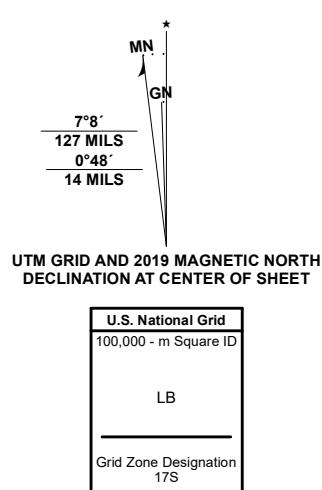 MN
GN
7°8´
127 MILS
0°48´
14 MILS
UTM GRID AND 2019 MAGNETIC NORTH
DECLINATION AT CENTER OF SHEET
U.S. National Grid
100,000 - m Square ID
LB
Grid Zone Designation
17S